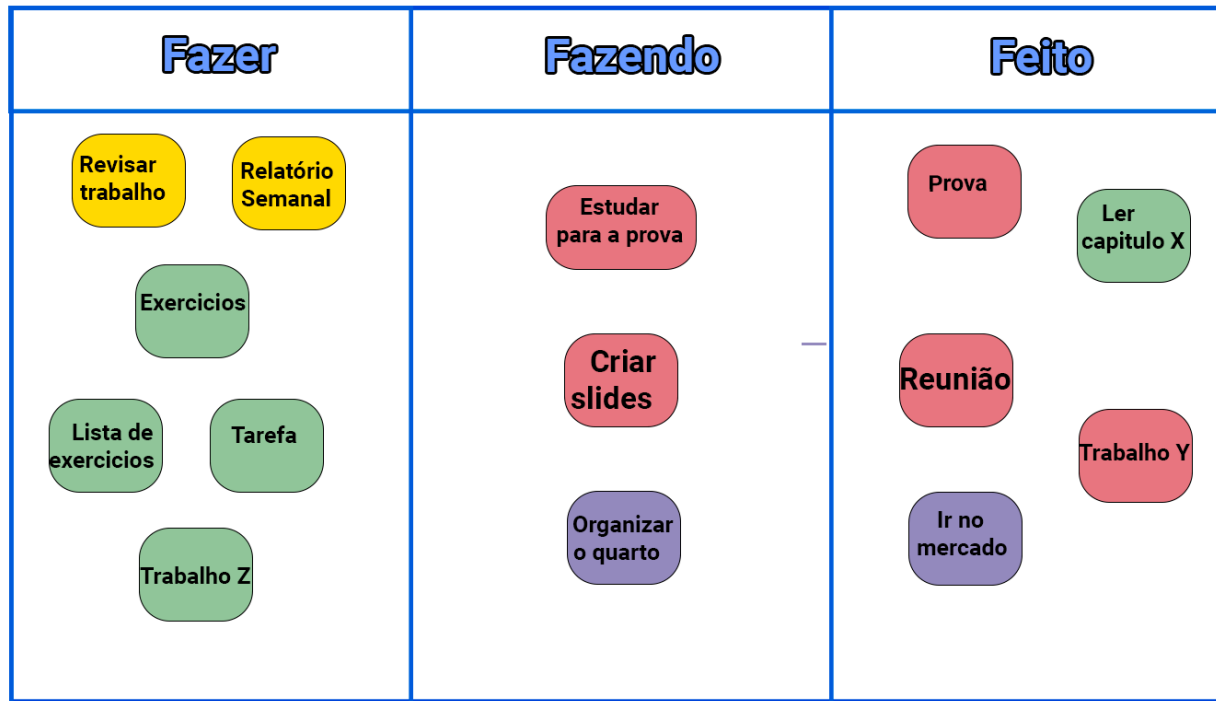 Fazer
Fazendo
Feito
Revisar
trabalho
Relatório
Semanal
Exercicios
Lista de
exercicios
Tarefa
Trabalho Z
Estudar
para a prova
Criar
slides
Organizar
o quarto
Prova
Ler
capitulo X
Reunião
Trabalho Y
Ir no
mercado